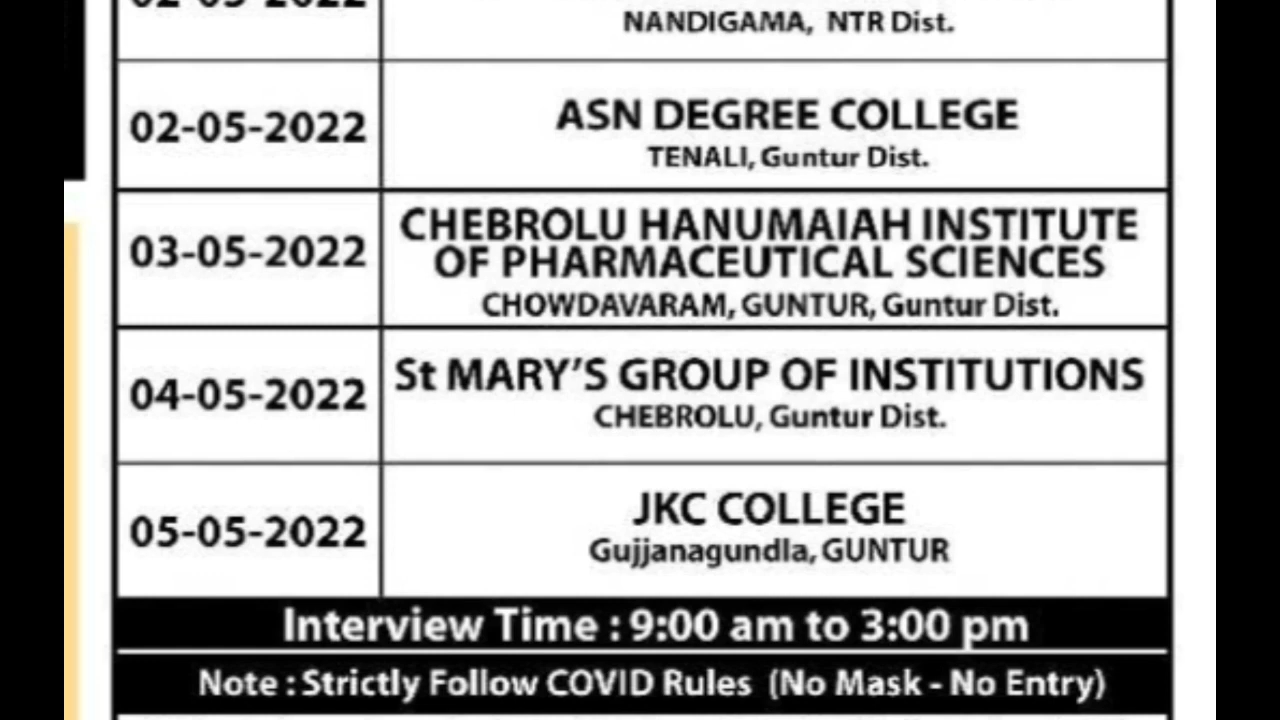 02-05-2022
NANDIGAMA, NTR Dist.
02-05-2022
ASN DEGREE COLLEGE
TENALI, Guntur Dist.
03-05-2022
CHEBROLU HANUMAIAH INSTITUTE
OF PHARMACEUTICAL SCIENCES
CHOWDAVARAM, GUNTUR, Guntur Dist.
04-05-2022
St MARY'S GROUP OF INSTITUTIONS
CHEBROLU, Guntur Dist.
05-05-2022
JKC COLLEGE
Gujjanagundla, GUNTUR
Interview Time : 9:00 am to 3:00 pm
Note : Strictly Follow COVID Rules (No Mask - No Entry)